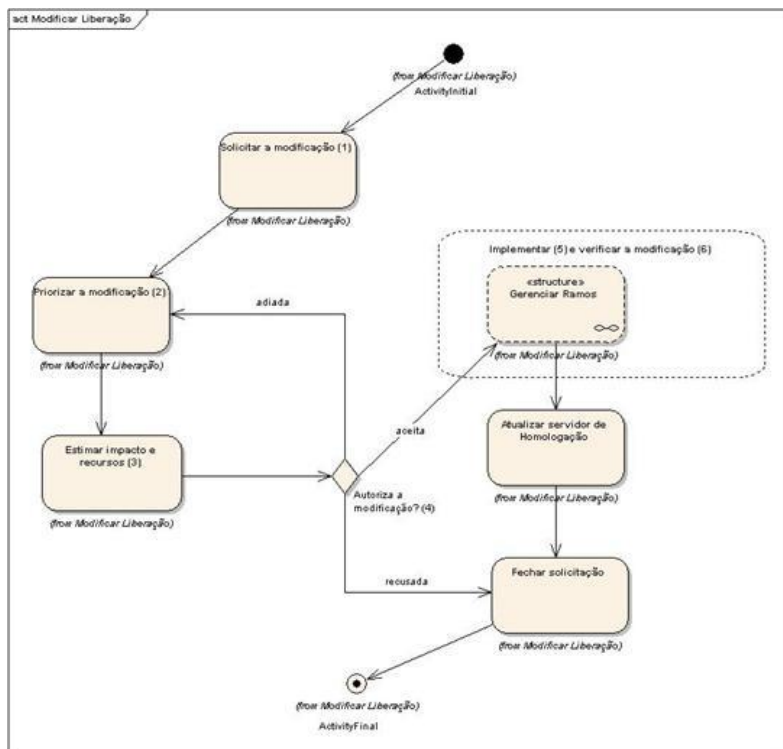 act Modificar Liberação
(from Modificar Liberação)
ActivityInitial
Solicitar a modificação (1)
(from Modificar Liberação)
Implementar (5) e verificar a modificação (6)
«structure»
Gerenciar Ramos
(from Modificar Liberação)
Priorizar a modificação (2)
(from Modificar Liberação)
adiada
aceita
Estimar impacto e
recursos (3)
(from Modificar Liberação)
Autoriza a
modificação? (4)
Atualizar servidor de
Homologação
(from Modificar Liberação)
recusada
Fechar solicitação
(from Modificar Liberação)
(from Modificar Liberação)
ActivityFinal